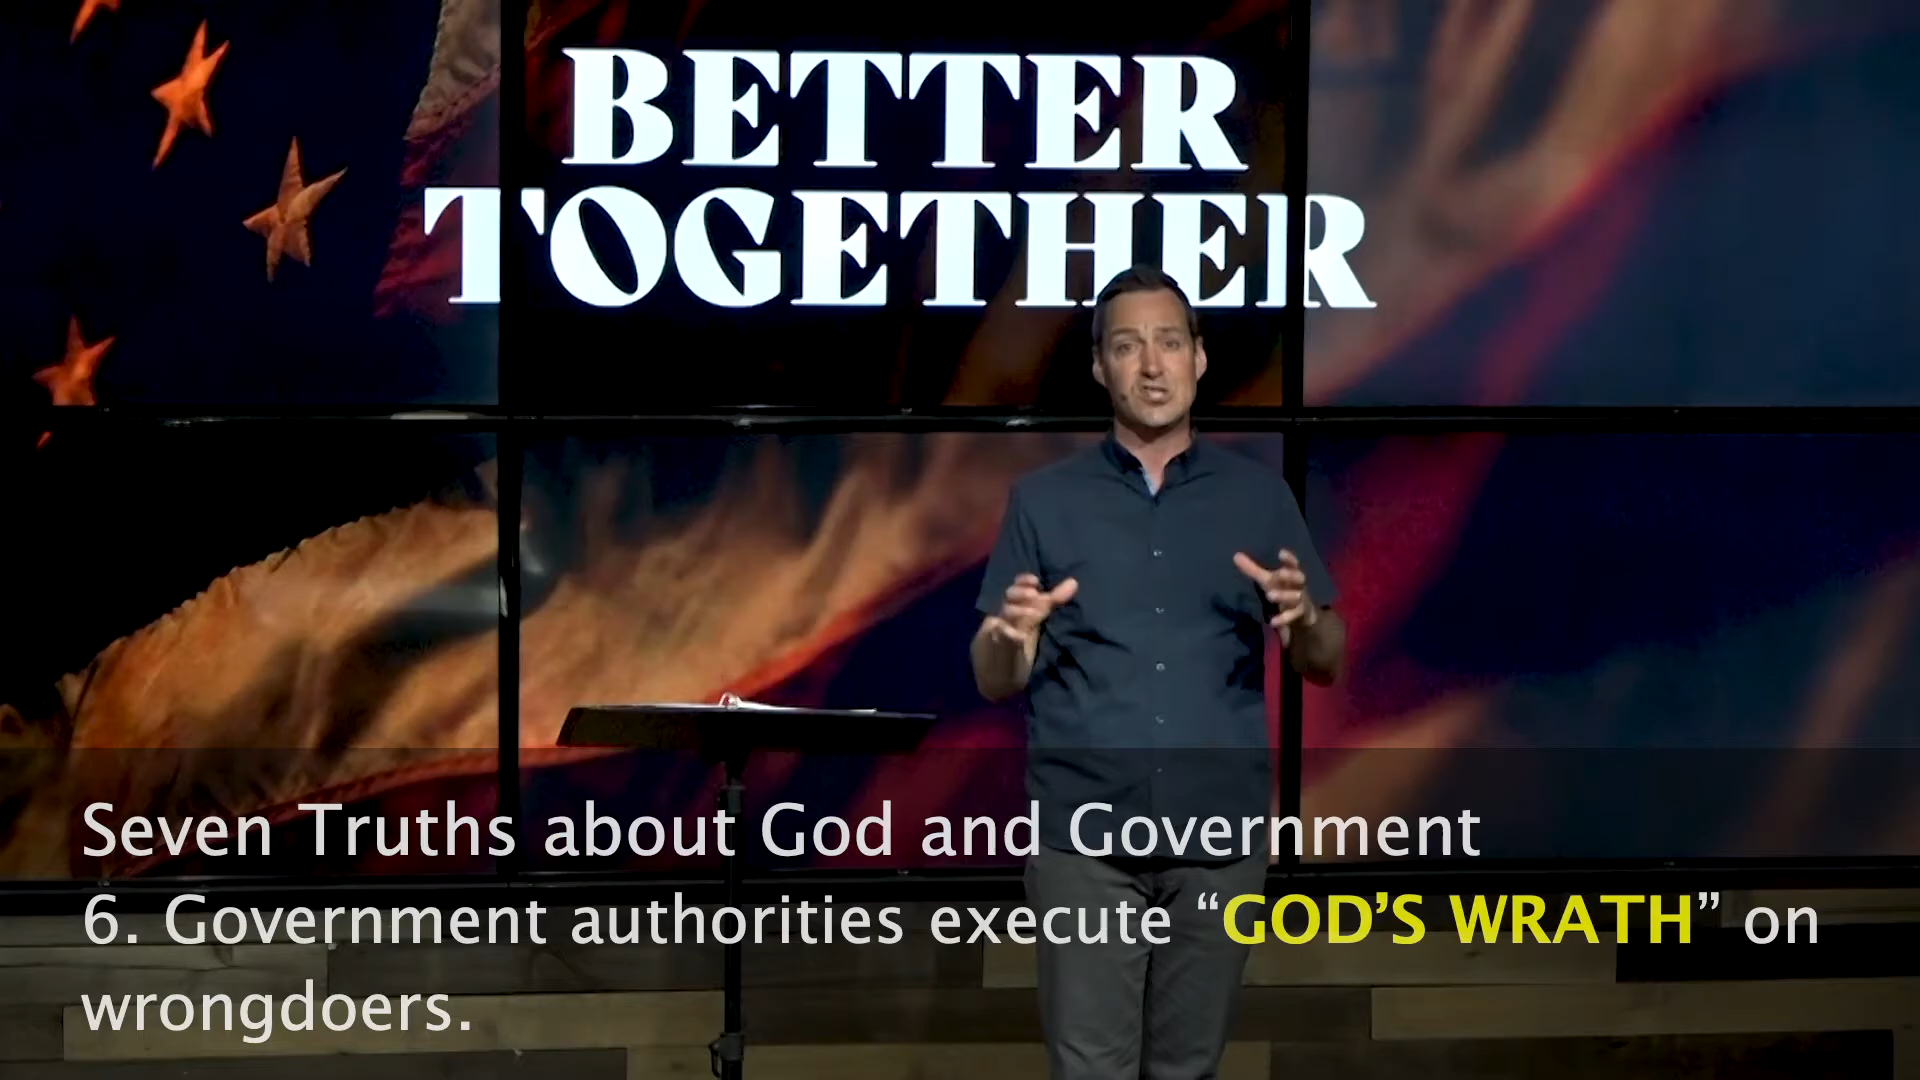 BETTER
TOGETHER
Seven Truths about God and Government
6. Government authorities execute “GOD’S WRATH” on
wrongdoers.